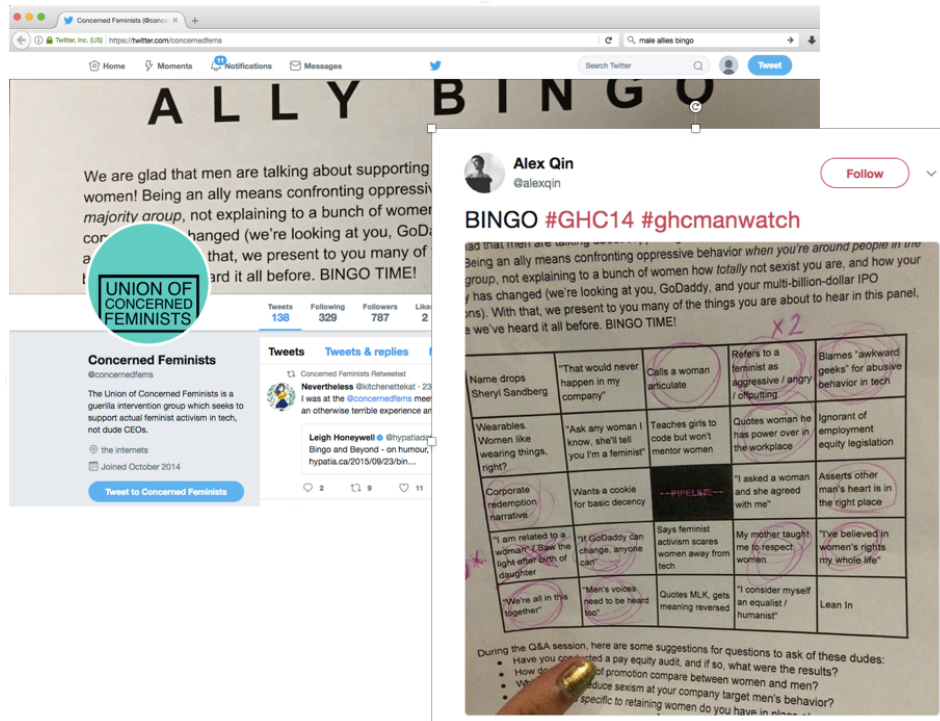 Concerned Feminists (@conce
Twitter, Inc. (US) https://twitter.com/concernedfems
male allies bingo
Home
Moments
11
Notifications
Messages
Search Twitter
Tweet
ALLY BINGO
We are glad that men are talking about supporting
women! Being an ally means confronting oppressiv
majority group, not explaining to a bunch of wome
hanged (we're looking at you, GoD
that, we present to you many of
rd it all before. BINGO TIME!
UNION OF
CONCERNED
FEMINISTS
Tweets
138
Following
329
Followers
787
Like
2
Concerned Feminists
@concernedfems
The Union of Concerned Feminists is a
guerilla intervention group which seeks to
support actual feminist activism in tech,
not dude CEOs.
the internets
Joined October 2014
Tweet to Concerned Feminists
Tweets
Tweets & replies
Concerned Feminists Retweeted
Nevertheless @kitchenettekat · 23
I was at the @concernedfems meet
an otherwise terrible experience an
Leigh Honeywell @hypatiado
Bingo and Beyond - on humour,
hypatia.ca/2015/09/23/bin...
2
9
11
Alex Qin
@alexqin
Follow
BINGO #GHC14 #ghcmanwatch
Being an ally means confronting oppressive behavior when you're around people in the
group, not explaining to a bunch of women how totally not sexist you are, and how your
y has changed (we're looking at you, GoDaddy, and your multi-billion-dollar IPO
ns). With that, we present to you many of the things you are about to hear in this panel,
e we've heard it all before. BINGO TIME!
x2
Name drops
Sheryl Sandberg
"That would never
happen in my
company"
Calls a woman
articulate
Refers to a
feminist as
aggressive / angry
/ offputting
Blames "awkward
geeks" for abusive
behavior in tech
Wearables.
Women like
wearing things,
right?
"Ask any woman I
know, she'll tell
you I'm a feminist"
Teaches girls to
code but won't
mentor women
Quotes woman he
has power over in
the workplace
Ignorant of
employment
equity legislation
Corporate
redemption
narrative
Wants a cookie
for basic decency
--PIPELINE--
"I asked a woman
and she agreed
with me"
Asserts other
man's heart is in
the right place
"I am related to a
woman" / Saw the
light after birth of
daughter
"If GoDaddy can
change, anyone
can"
Says feminist
activism scares
women away from
tech
My mother taught
me to respect
women
"I've believed in
women's rights
my whole life"
"We're all in this
together"
"Men's voices
need to be heard
too"
Quotes MLK, gets
meaning reversed
"I consider myself
an equalist /
humanist"
Lean In
During the Q&A session, here are some suggestions for questions to ask of these dudes:
Have you conducted a pay equity audit, and if so, what were the results?
How do of promotion compare between women and men?
reduce sexism at your company target men's behavior?
specific to retaining women do you have in place